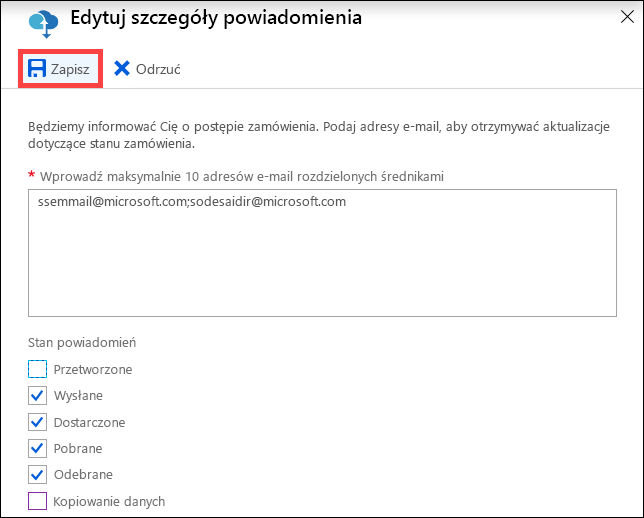 Edytuj szczegóły powiadomienia
Zapisz Odrzuć
Będziemy informować Cię o postępie zamówienia. Podaj adresy e-mail, aby otrzymywać aktualizacje
dotyczące stanu zamówienia.
* Wprowadź maksymalnie 10 adresów e-mail rozdzielonych średnikami
ssemmail@microsoft.com;sodesaidir@microsoft.com
Stan powiadomień
Przetworzone
Wysłane
Dostarczone
Pobrane
Odebrane
Kopiowanie danych